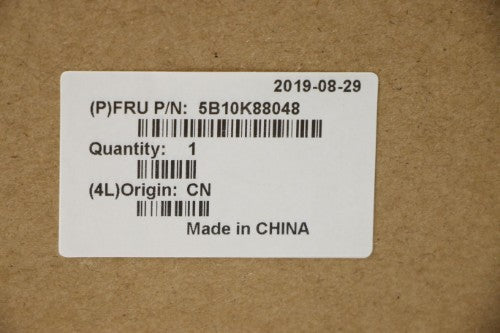 2019-08-29
(P)FRU P/N: 5B10K88048
Quantity: 1
(4L)Origin: CN
Made in CHINA